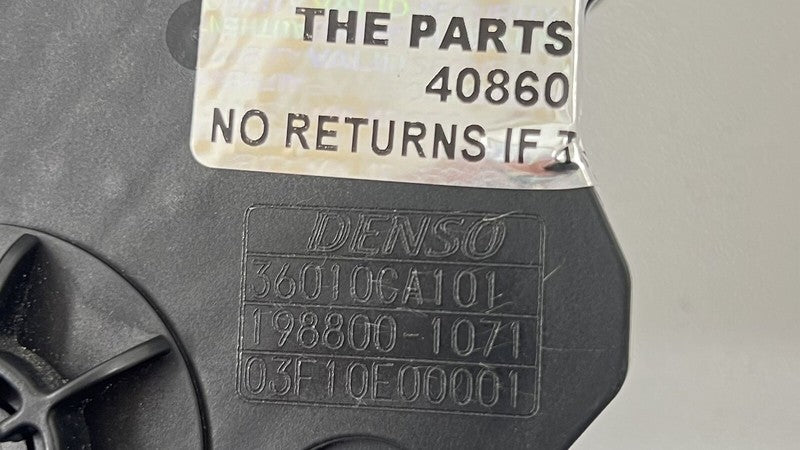 THE PARTS
40860
NO RETURNS IF
DENSO
36010CA101
198800-1071
03F10E00001